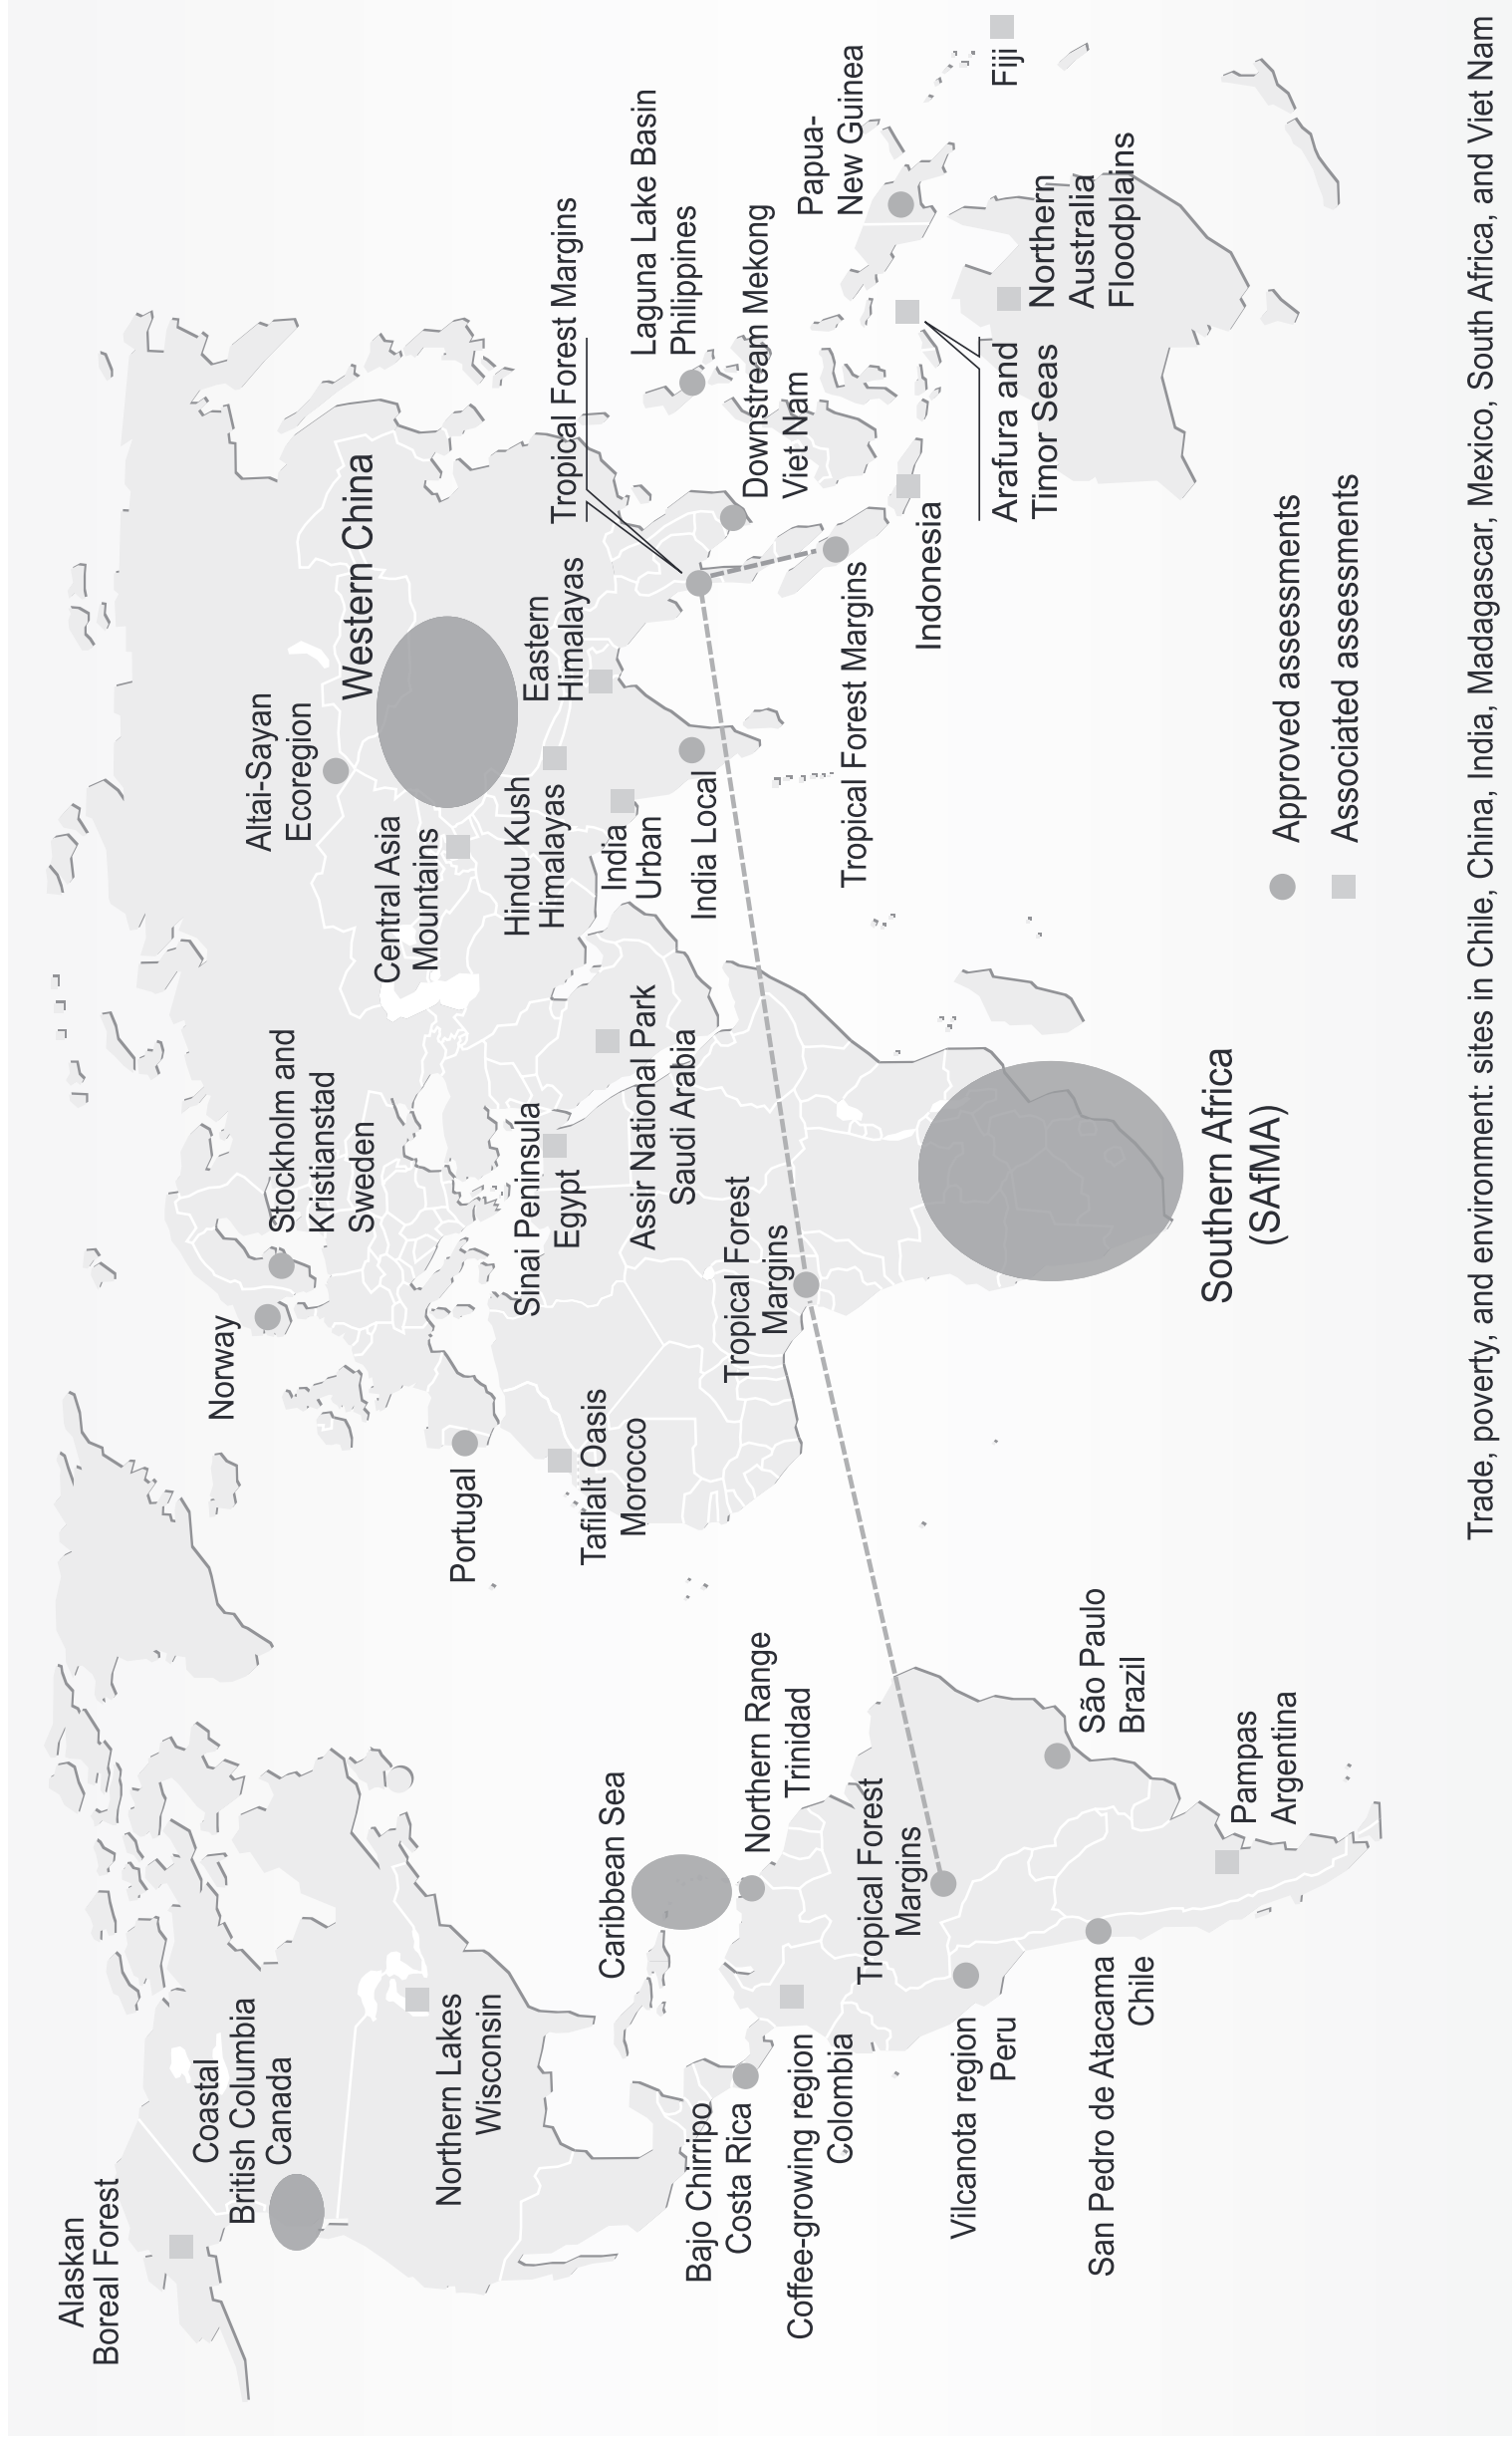 Alaskan
Boreal Forest
Coastal
British Columbia
Canada
Northern Lakes
Wisconsin
Caribbean Sea
Northern Range
Trinidad
Bajo Chirripo
Costa Rica
Coffee-growing region
Colombia
Tropical Forest
Margins
Vilcanota region
Peru
San Pedro de Atacama
Chile
São Paulo
Brazil
Pampas
Argentina
Norway
Stockholm and
Kristianstad
Sweden
Portugal
Tafilalt Oasis
Morocco
Sinai Peninsula
Egypt
Assir National Park
Saudi Arabia
Tropical Forest
Margins
Southern Africa
(SAfMA)
Altai-Sayan
Ecoregion
Western China
Central Asia
Mountains
Hindu Kush
Himalayas
Eastern
Himalayas
India
Urban
India Local
Tropical Forest Margins
Laguna Lake Basin
Philippines
Downstream Mekong
Viet Nam
Tropical Forest Margins
Indonesia
Papua-
New Guinea
Fiji
Northern
Australia
Floodplains
Arafura and
Timor Seas
Approved assessments
Associated assessments
Trade, poverty, and environment: sites in Chile, China, India, Madagascar, Mexico, South Africa, and Viet Nam